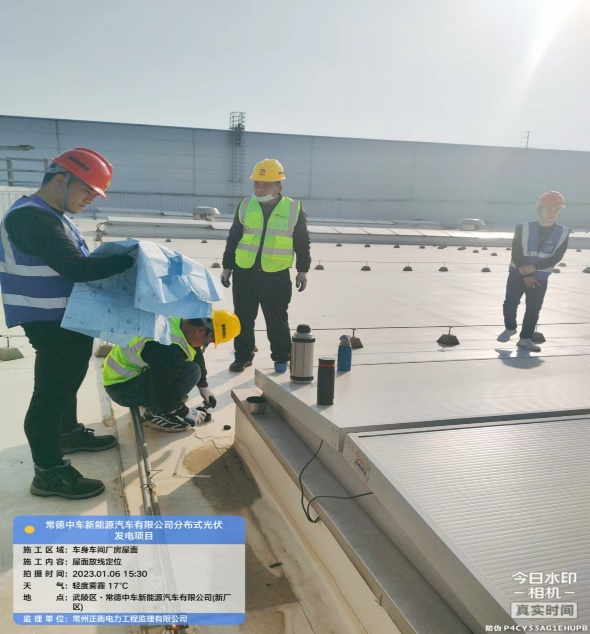 常德中车新能源汽车有限公司分布式光伏
发电项目
施工区域：车身车间厂房屋面
施工内容：屋面放线定位
拍摄时间：2023.01.06 15:30
天　气：轻度雾霾 17℃
地　点：武陵区·常德中车新能源汽车有限公司(新厂
区)
监理单位：常州正衡电力工程监理有限公司
今日水印
相机
真实时间
防伪 P4CY33AG1EHUPB